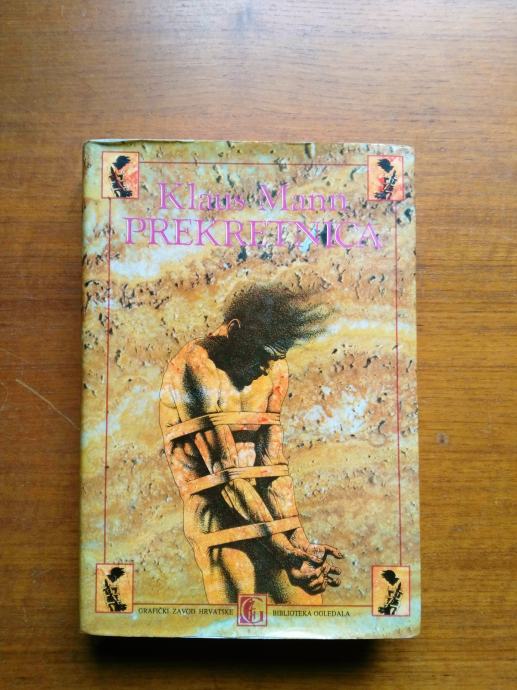 Klaus Mann
PREKRETNICA
GRAFIČKI ZAVOD HRVATSKE BIBLIOTEKA OGLEDALA